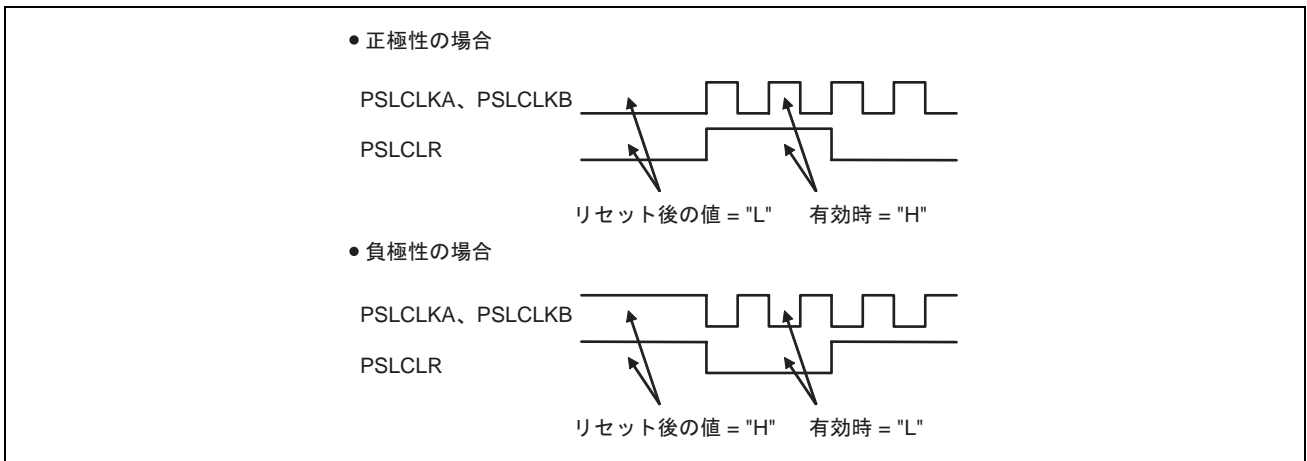 ● 正極性の場合
PSLCLKA、PSLCLKB
PSLCLR
リセット後の値 = "L" 有効時 = "H"
● 負極性の場合
PSLCLKA、PSLCLKB
PSLCLR
リセット後の値 = "H" 有効時 = "L"